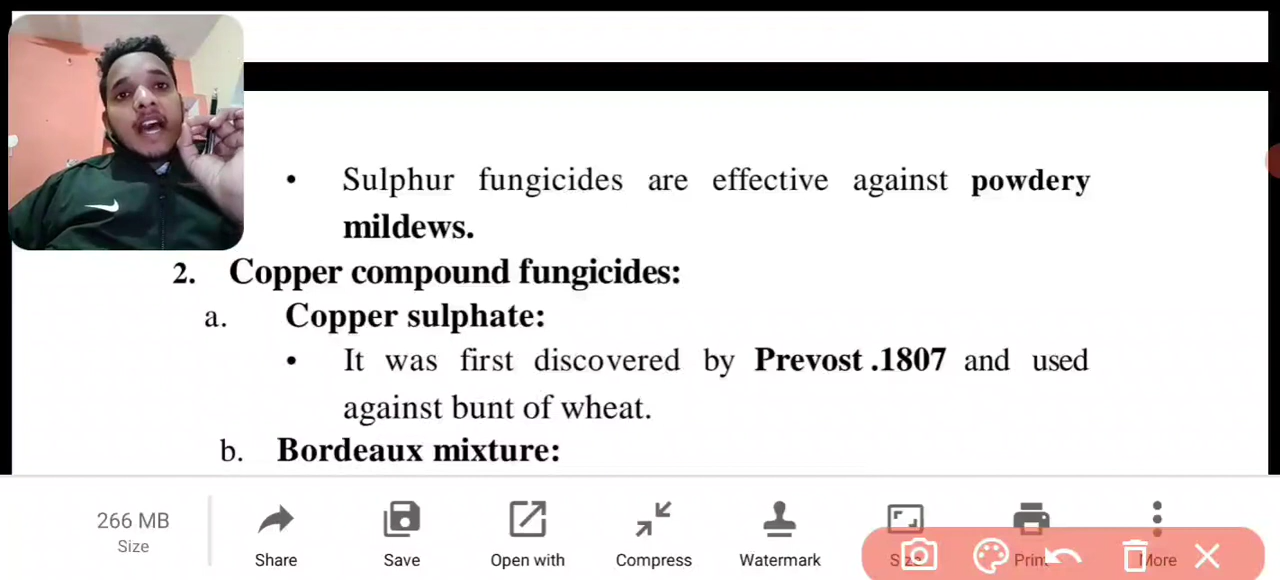 • Sulphur fungicides are effective against powdery
mildews.
2. Copper compound fungicides:
a. Copper sulphate:
• It was first discovered by Prevost .1807 and used
against bunt of wheat.
b. Bordeaux mixture:
266 MB
Size
Share
Save
Open with
Compress
Watermark
Print
More